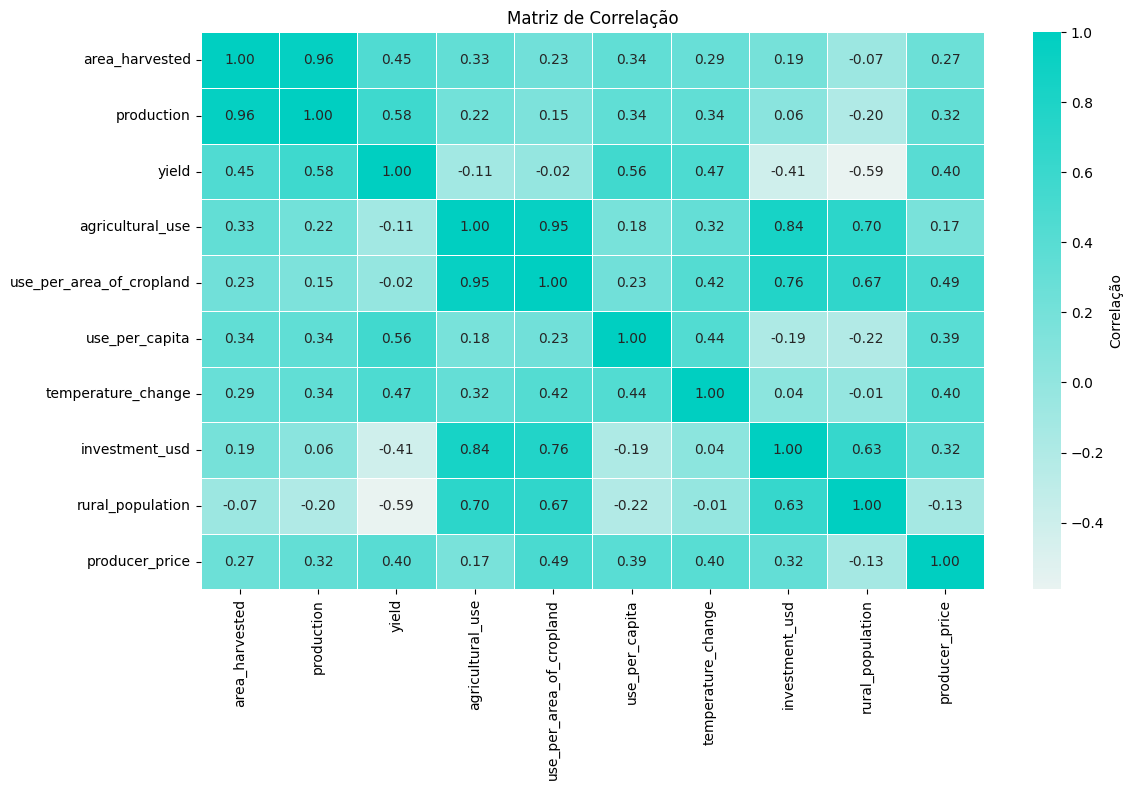 Matriz de Correlação
area_harvested 1.00 0.96 0.45 0.33 0.23 0.34 0.29 0.19 -0.07 0.27
production 0.96 1.00 0.58 0.22 0.15 0.34 0.34 0.06 -0.20 0.32
yield 0.45 0.58 1.00 -0.11 -0.02 0.56 0.47 -0.41 -0.59 0.40
agricultural_use 0.33 0.22 -0.11 1.00 0.95 0.18 0.32 0.84 0.70 0.17
use_per_area_of_cropland 0.23 0.15 -0.02 0.95 1.00 0.23 0.42 0.76 0.67 0.49
use_per_capita 0.34 0.34 0.56 0.18 0.23 1.00 0.44 -0.19 -0.22 0.39
temperature_change 0.29 0.34 0.47 0.32 0.42 0.44 1.00 0.04 -0.01 0.40
investment_usd 0.19 0.06 -0.41 0.84 0.76 -0.19 0.04 1.00 0.63 0.32
rural_population -0.07 -0.20 -0.59 0.70 0.67 -0.22 -0.01 0.63 1.00 -0.13
producer_price 0.27 0.32 0.40 0.17 0.49 0.39 0.40 0.32 -0.13 1.00
area_harvested
production
yield
agricultural_use
use_per_area_of_cropland
use_per_capita
temperature_change
investment_usd
rural_population
producer_price
1.0
0.8
0.6
0.4
0.2
0.0
−0.2
−0.4
Correlação